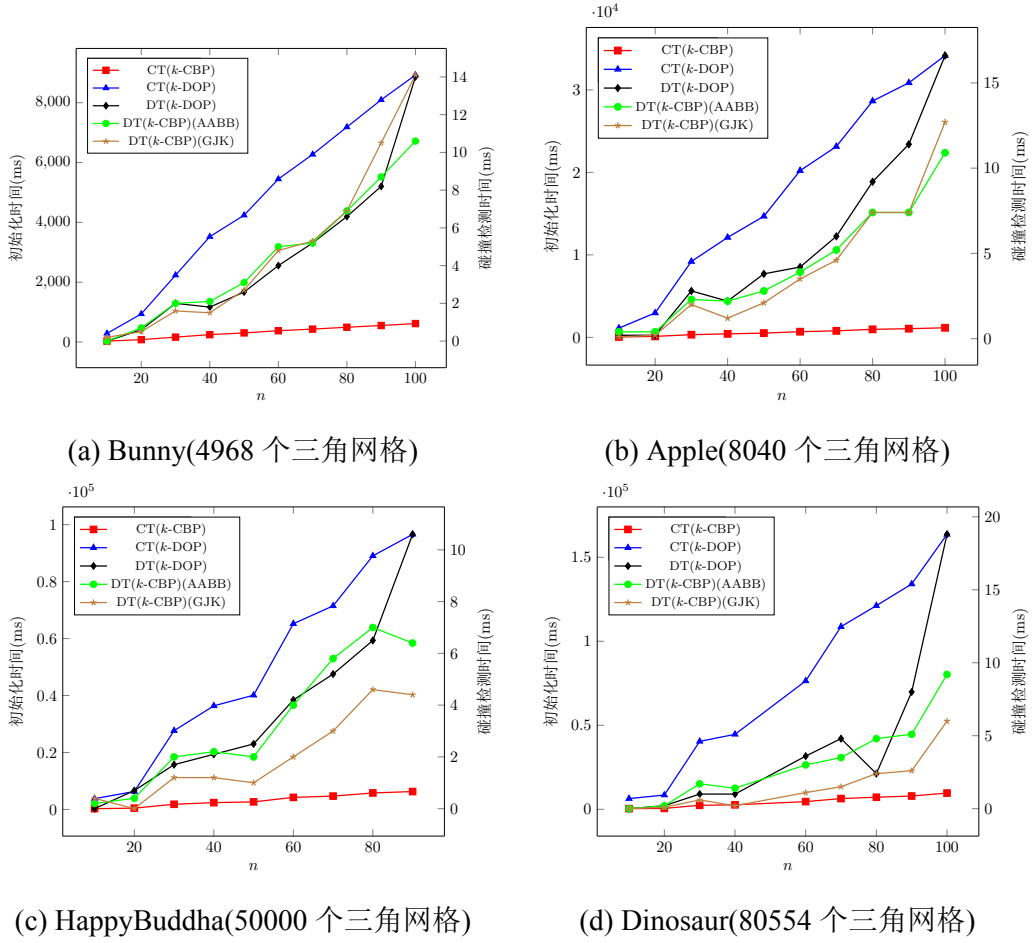 CT(k-CBP)
CT(k-DOP)
DT(k-DOP)
DT(k-CBP)(AABB)
DT(k-CBP)(GJK)
初始化时间(ms)
8,000
6,000
4,000
2,000
0
14
12
10
8
6
4
2
0
碰撞检测时间(ms)
20 40 60 80 100
n
(a) Bunny(4968 个三角网格)
·10⁴
CT(k-CBP)
CT(k-DOP)
DT(k-DOP)
DT(k-CBP)(AABB)
DT(k-CBP)(GJK)
初始化时间(ms)
3
2
1
0
15
10
5
0
碰撞检测时间(ms)
20 40 60 80 100
n
(b) Apple(8040 个三角网格)
·10⁵
CT(k-CBP)
CT(k-DOP)
DT(k-DOP)
DT(k-CBP)(AABB)
DT(k-CBP)(GJK)
初始化时间(ms)
1
0.8
0.6
0.4
0.2
0
10
8
6
4
2
0
碰撞检测时间(ms)
20 40 60 80
n
(c) HappyBuddha(50000 个三角网格)
·10⁵
CT(k-CBP)
CT(k-DOP)
DT(k-DOP)
DT(k-CBP)(AABB)
DT(k-CBP)(GJK)
初始化时间(ms)
1.5
1
0.5
0
20
15
10
5
0
碰撞检测时间(ms)
20 40 60 80 100
n
(d) Dinosaur(80554 个三角网格)